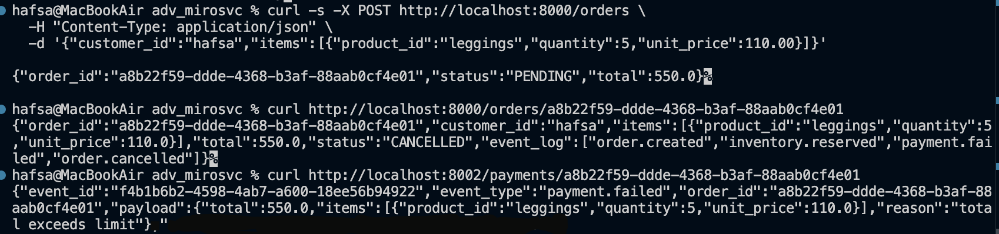 hafsa@MacBookAir adv_mirosvc % curl -s -X POST http://localhost:8000/orders \
-H "Content-Type: application/json" \
-d '{"customer_id":"hafsa","items":[{"product_id":"leggings","quantity":5,"unit_price":110.00}]}'
{"order_id":"a8b22f59-ddde-4368-b3af-88aab0cf4e01","status":"PENDING","total":550.0}%
hafsa@MacBookAir adv_mirosvc % curl http://localhost:8000/orders/a8b22f59-ddde-4368-b3af-88aab0cf4e01
{"order_id":"a8b22f59-ddde-4368-b3af-88aab0cf4e01","customer_id":"hafsa","items":[{"product_id":"leggings","quantity":5
,"unit_price":110.0}],"total":550.0,"status":"CANCELLED","event_log":["order.created","inventory.reserved","payment.fai
led","order.cancelled"]}%
hafsa@MacBookAir adv_mirosvc % curl http://localhost:8002/payments/a8b22f59-ddde-4368-b3af-88aab0cf4e01
{"event_id":"f4b1b6b2-4598-4ab7-a600-18ee56b94922","event_type":"payment.failed","order_id":"a8b22f59-ddde-4368-b3af-88
aab0cf4e01","payload":{"total":550.0,"items":[{"product_id":"leggings","quantity":5,"unit_price":110.0}],"reason":"tota
l exceeds limit"},"